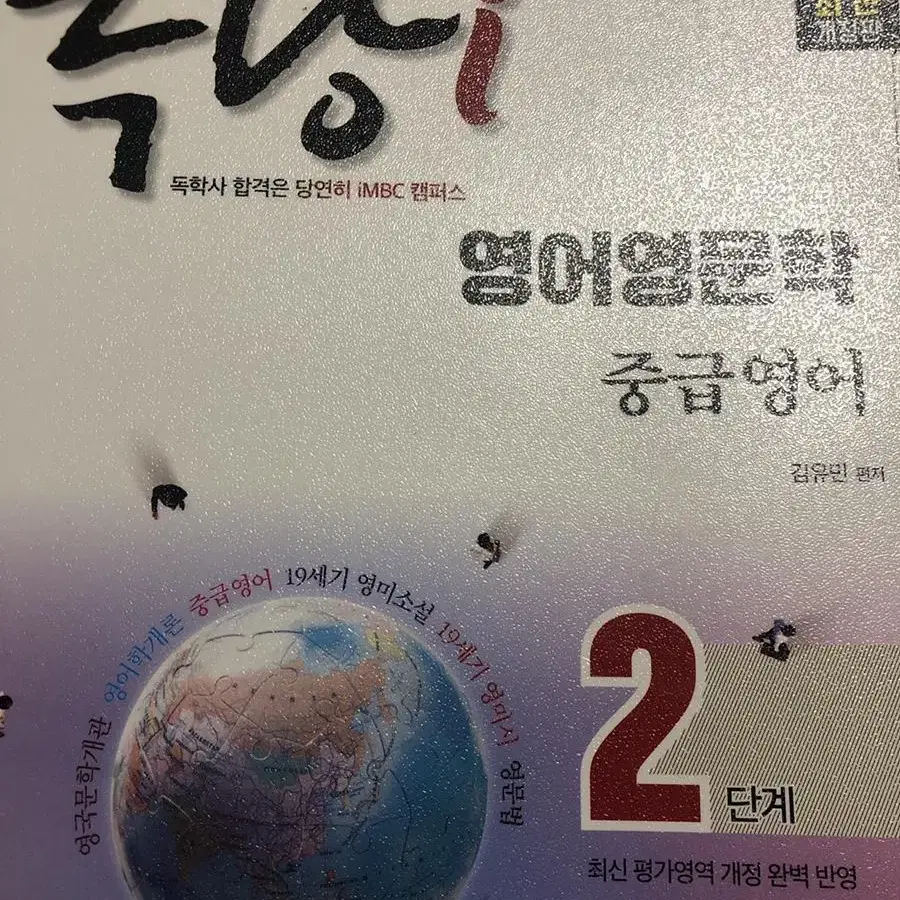 개정판
독학사 합격은 당연히 iMBC 캠퍼스
영어영문학
중급영어
김유민 편저
영국문학개관 영어학개론 중급영어 19세기 영미소설 19세기 영미시 영문법
2단계
최신 평가영역 개정 완벽 반영